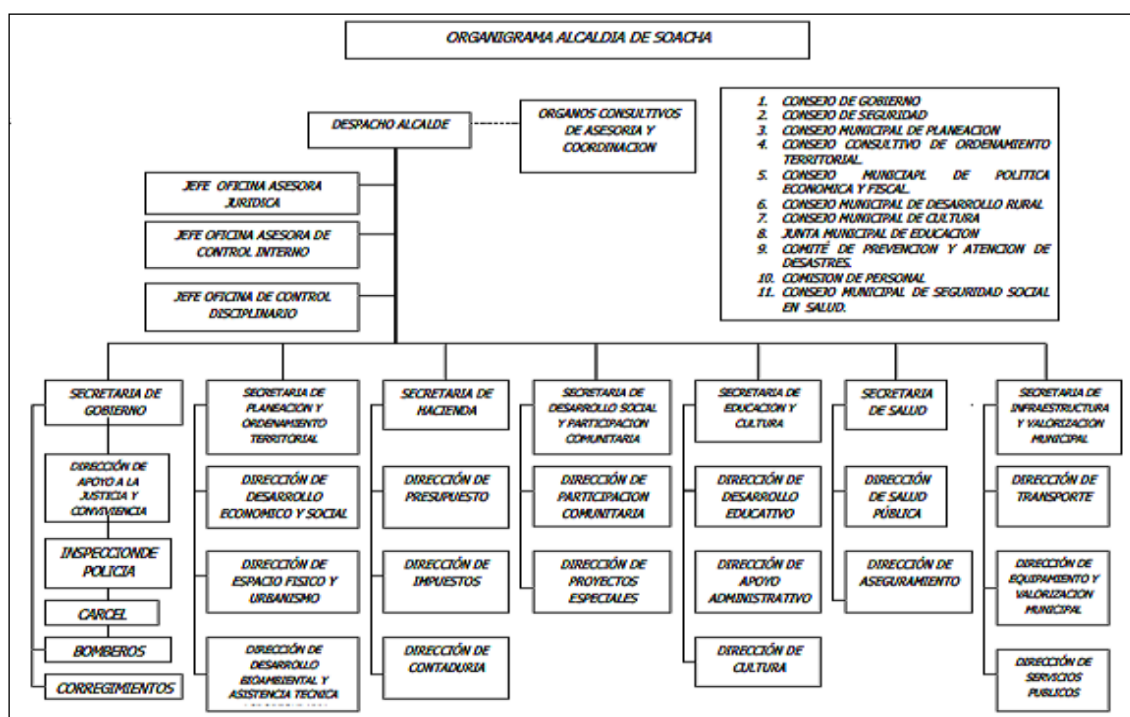 ORGANIGRAMA ALCALDIA DE SOACHA
DESPACHO ALCALDE
ORGANOS CONSULTIVOS
DE ASESORIA Y
COORDINACION
1. CONSEJO DE GOBIERNO
2. CONSEJO DE SEGURIDAD
3. CONSEJO MUNICIPAL DE PLANEACION
4. CONSEJO CONSULTIVO DE ORDENAMIENTO
TERRITORIAL.
5. CONSEJO MUNICIAPL DE POLITICA
ECONOMICA Y FISCAL.
6. CONSEJO MUNICIPAL DE DESARROLLO RURAL
7. CONSEJO MUNICIPAL DE CULTURA
8. JUNTA MUNICIPAL DE EDUCACION
9. COMITÉ DE PREVENCION Y ATENCION DE
DESASTRES.
10. COMISION DE PERSONAL
11. CONSEJO MUNICIPAL DE SEGURIDAD SOCIAL
EN SALUD.
JEFE OFICINA ASESORA
JURIDICA
JEFE OFICINA ASESORA DE
CONTROL INTERNO
JEFE OFICINA DE CONTROL
DISCIPLINARIO
SECRETARIA DE
GOBIERNO
DIRECCIÓN DE
APOYO A LA
JUSTICIA Y
CONVIVIENCIA
INSPECCIONDE
POLICIA
CARCEL
BOMBEROS
CORREGIMIENTOS
SECRETARIA DE
PLANEACIÓN Y
ORDENAMIENTO
TERRITORIAL
DIRECCIÓN DE
DESARROLLO
ECONOMICO Y SOCIAL
DIRECCIÓN DE
ESPACIO FISICO Y
URBANISMO
DIRECCIÓN DE
DESARROLLO
BIOAMBIENTAL Y
ASISTENCIA TECNICA
SECRETARIA DE
HACIENDA
DIRECCIÓN DE
PRESUPUESTO
DIRECCIÓN DE
IMPUESTOS
DIRECCIÓN DE
CONTADURIA
SECRETARIA DE
DESARROLLO SOCIAL
Y PARTICIPACION
COMUNITARIA
DIRECCIÓN DE
PARTICIPACION
COMUNITARIA
DIRECCIÓN DE
PROYECTOS
ESPECIALES
SECRETARIA DE
EDUCACION Y
CULTURA
DIRECCIÓN DE
DESARROLLO
EDUCATIVO
DIRECCIÓN DE
APOYO
ADMINISTRATIVO
DIRECCIÓN DE
CULTURA
SECRETARIA
DE SALUD
DIRECCIÓN
DE SALUD
PÚBLICA
DIRECCIÓN DE
ASEGURAMIENTO
SECRETARIA DE
INFRAESTRUCTURA
Y VALORIZACION
MUNICIPAL
DIRECCIÓN DE
TRANSPORTE
DIRECCIÓN DE
EQUIPAMIENTO Y
VALORIZACION
MUNICIPAL
DIRECCIÓN DE
SERVICIOS
PUBLICOS